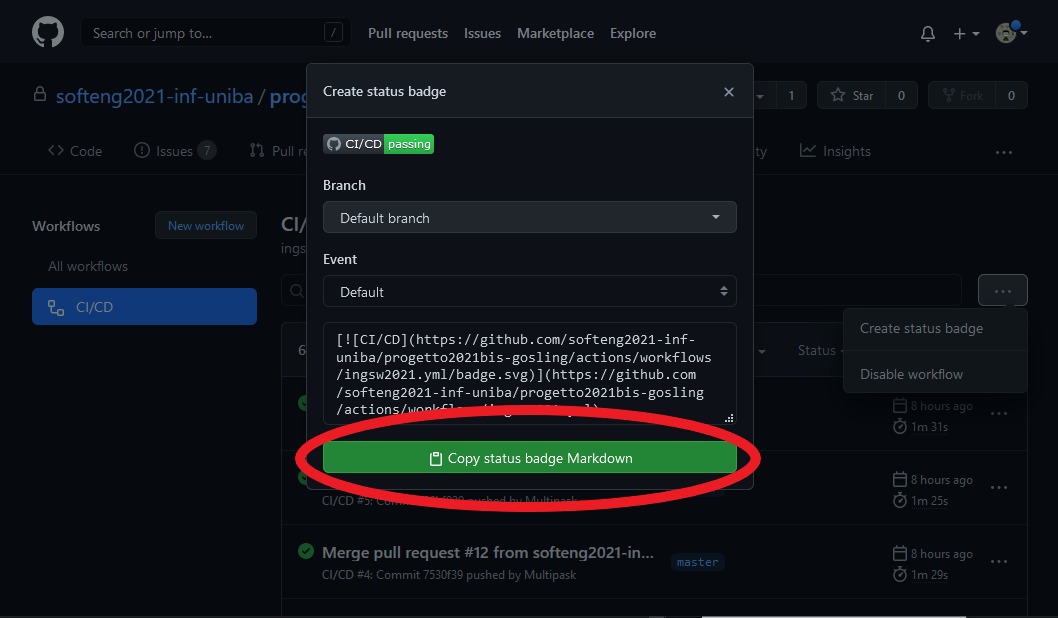 Search or jump to...
/
Pull requests
Issues
Marketplace
Explore
softeng2021-inf-uniba / prog
1
Star
0
Fork
0
Code
Issues 7
Pull re
ty
Insights
Create status badge
CI/CD passing
Branch
Default branch
Event
Default
[![CI/CD](https://github.com/softeng2021-inf-
uniba/progetto2021bis-gosling/actions/workflows
/ingsw2021.yml/badge.svg)](https://github.com
/softeng2021-inf-uniba/progetto2021bis-gosling
Copy status badge Markdown
Workflows
New workflow
All workflows
CI/CD
CI/
ings
6
Status
Create status badge
Disable workflow
8 hours ago
1m 31s
CI/CD #5: Commit pushed by Multipask
8 hours ago
1m 25s
Merge pull request #12 from softeng2021-in...
master
CI/CD #4: Commit 7530f39 pushed by Multipask
8 hours ago
1m 29s